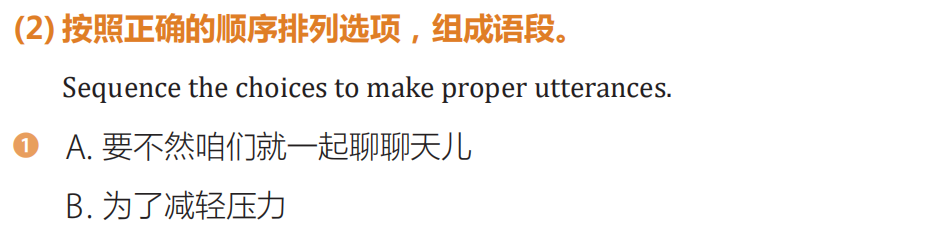 (2) 按照正确的顺序排列选项，组成语段。
Sequence the choices to make proper utterances.
1 A. 要不然咱们就一起聊聊天儿
B. 为了减轻压力